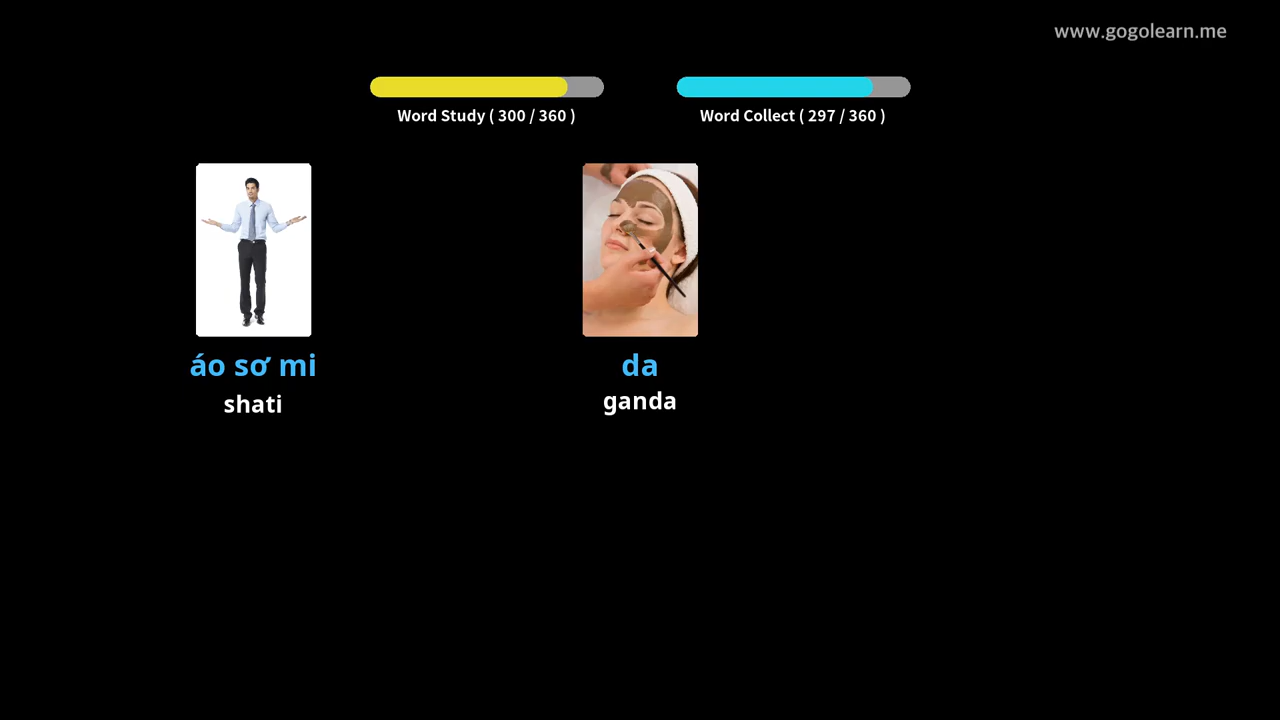 www.gogolearn.me
Word Study ( 300 / 360 )
Word Collect ( 297 / 360 )
áo sơ mi
shati
da
ganda